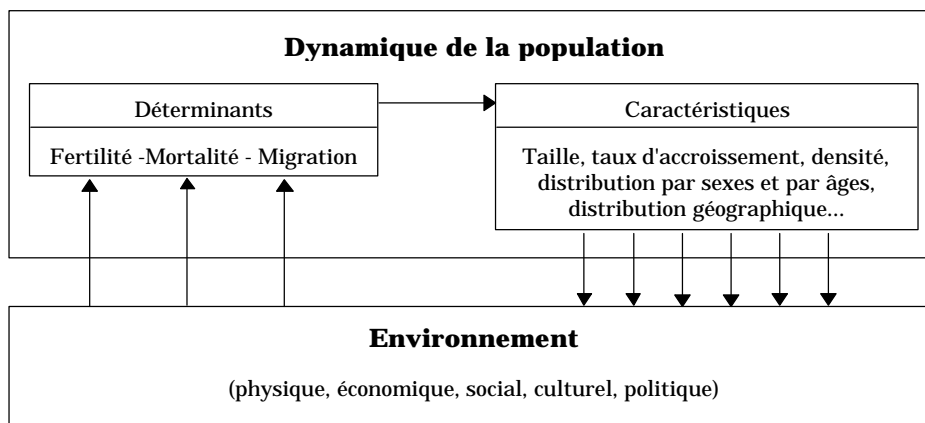 Dynamique de la population
Déterminants
Fertilité -Mortalité - Migration
Caractéristiques
Taille, taux d'accroissement, densité,
distribution par sexes et par âges,
distribution géographique...
Environnement
(physique, économique, social, culturel, politique)